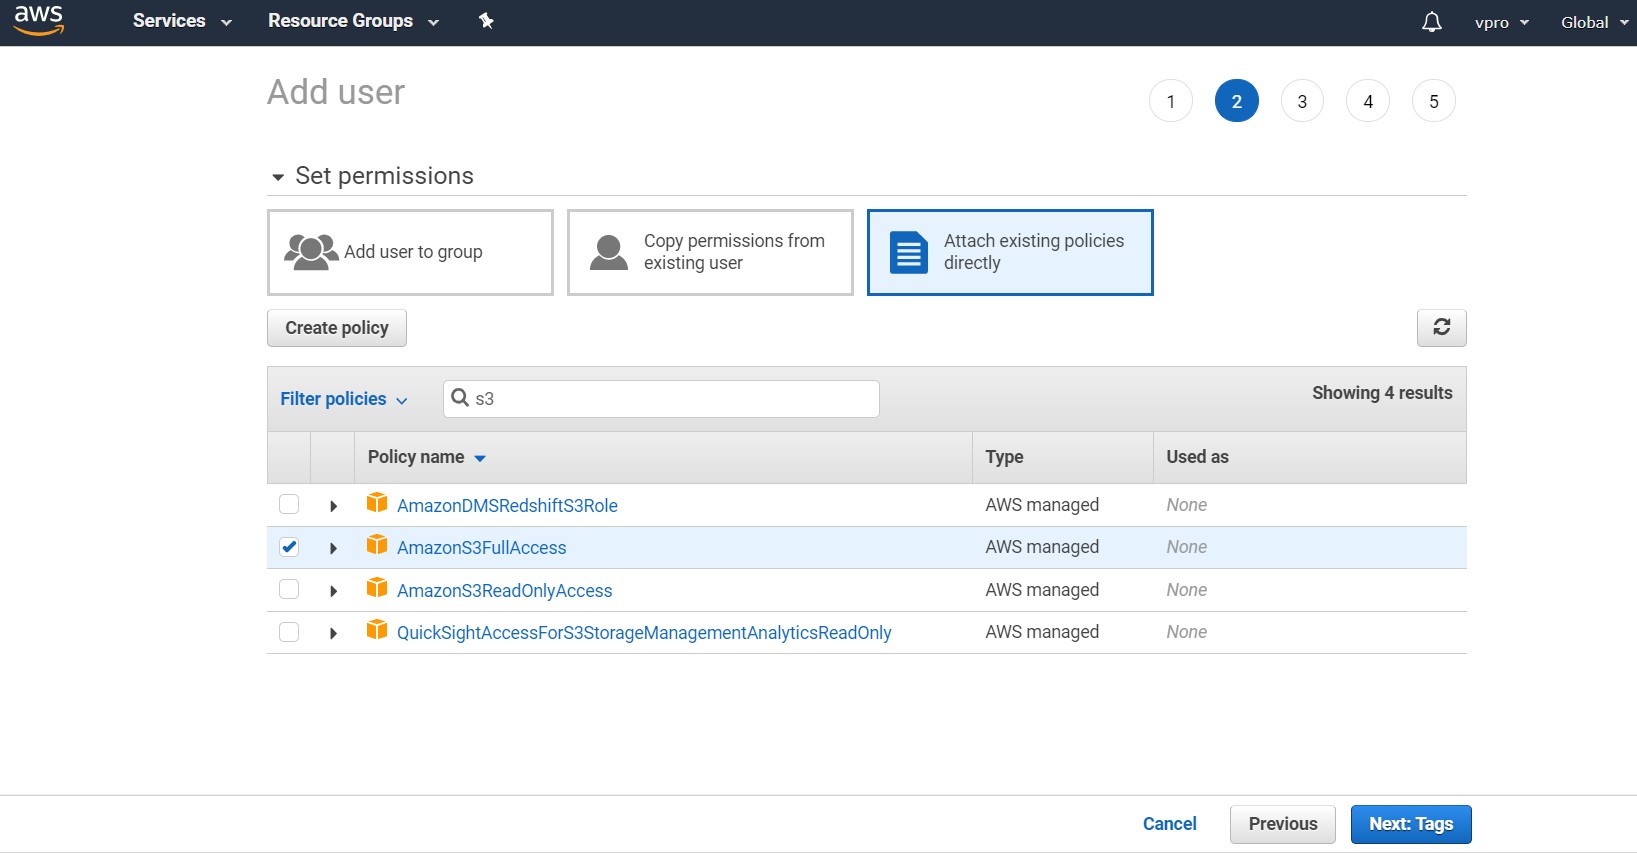 aws Services Resource Groups vpro Global
Add user
1 2 3 4 5
Set permissions
Add user to group
Copy permissions from
existing user
Attach existing policies
directly
Create policy
Filter policies s3 Showing 4 results
Policy name Type Used as
AmazonDMSRedshiftS3Role AWS managed None
AmazonS3FullAccess AWS managed None
AmazonS3ReadOnlyAccess AWS managed None
QuickSightAccessForS3StorageManagementAnalyticsReadOnly AWS managed None
Cancel Previous Next: Tags